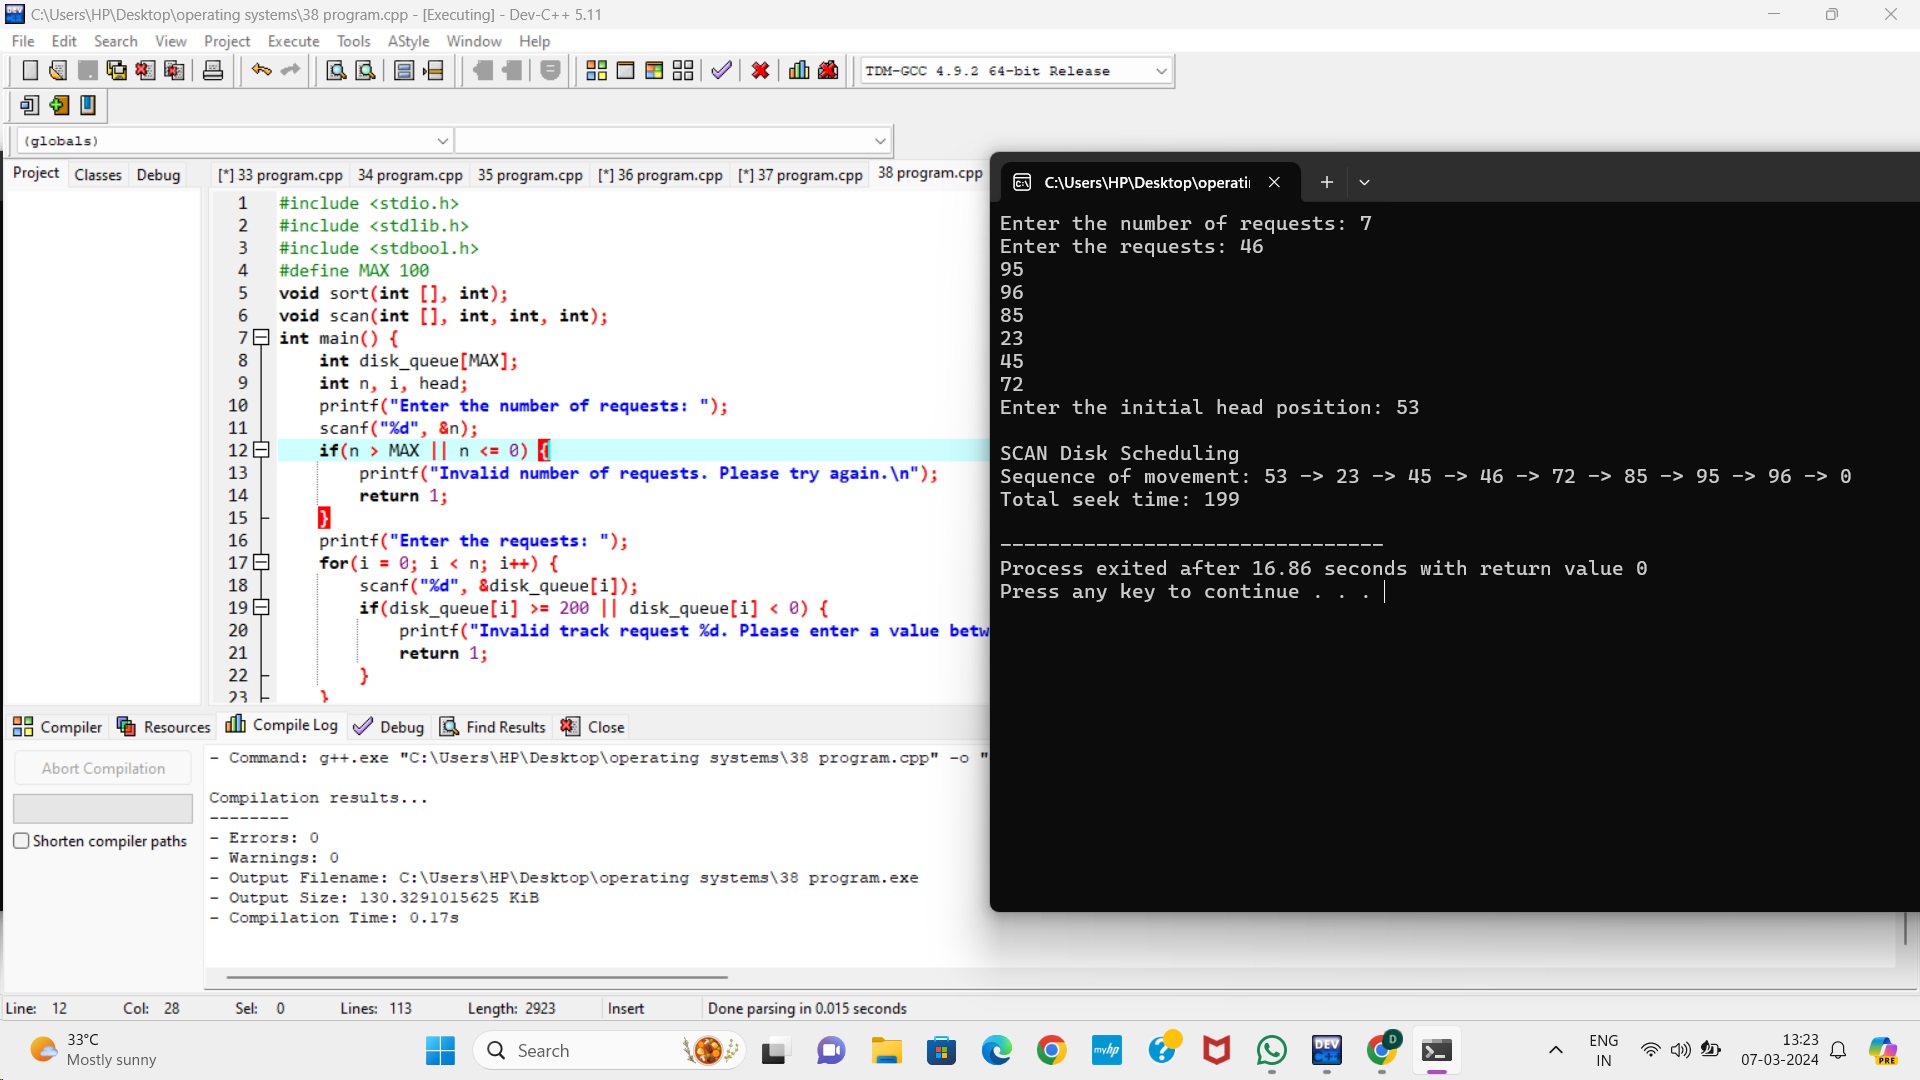 C:\Users\HP\Desktop\operating systems\38 program.cpp - [Executing] - Dev-C++ 5.11
File Edit Search View Project Execute Tools AStyle Window Help
TDM-GCC 4.9.2 64-bit Release
(globals)
Project Classes Debug
[*] 33 program.cpp 34 program.cpp 35 program.cpp [*] 36 program.cpp [*] 37 program.cpp 38 program.cpp
1 #include <stdio.h>
2 #include <stdlib.h>
3 #include <stdbool.h>
4 #define MAX 100
5 void sort(int [], int);
6 void scan(int [], int, int, int);
7 int main() {
8 int disk_queue[MAX];
9 int n, i, head;
10 printf("Enter the number of requests: ");
11 scanf("%d", &n);
12 if(n > MAX || n <= 0) {
13 printf("Invalid number of requests. Please try again.\n");
14 return 1;
15 }
16 printf("Enter the requests: ");
17 for(i = 0; i < n; i++) {
18 scanf("%d", &disk_queue[i]);
19 if(disk_queue[i] >= 200 || disk_queue[i] < 0) {
20 printf("Invalid track request %d. Please enter a value betw
21 return 1;
22 }
23 }
C:\Users\HP\Desktop\operati
Enter the number of requests: 7
Enter the requests: 46
95
96
85
23
45
72
Enter the initial head position: 53
SCAN Disk Scheduling
Sequence of movement: 53 -> 23 -> 45 -> 46 -> 72 -> 85 -> 95 -> 96 -> 0
Total seek time: 199
--------------------------------
Process exited after 16.86 seconds with return value 0
Press any key to continue . . .
Compiler Resources Compile Log Debug Find Results Close
Abort Compilation
Shorten compiler paths
- Command: g++.exe "C:\Users\HP\Desktop\operating systems\38 program.cpp" -o "
Compilation results...
--------
- Errors: 0
- Warnings: 0
- Output Filename: C:\Users\HP\Desktop\operating systems\38 program.exe
- Output Size: 130.3291015625 KiB
- Compilation Time: 0.17s
Line: 12 Col: 28 Sel: 0 Lines: 113 Length: 2923 Insert Done parsing in 0.015 seconds
33°C
Mostly sunny
Search
myhp
DEV
D
ENG
IN
13:23
07-03-2024
PRE